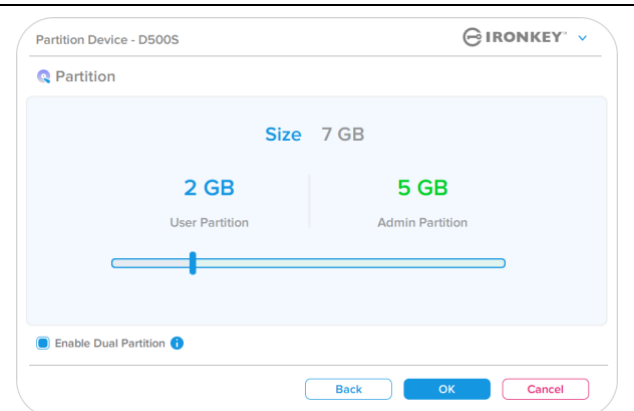 Partition Device - D500S IRONKEY™
Partition
Size 7 GB
2 GB 5 GB
User Partition Admin Partition
Enable Dual Partition
Back OK Cancel